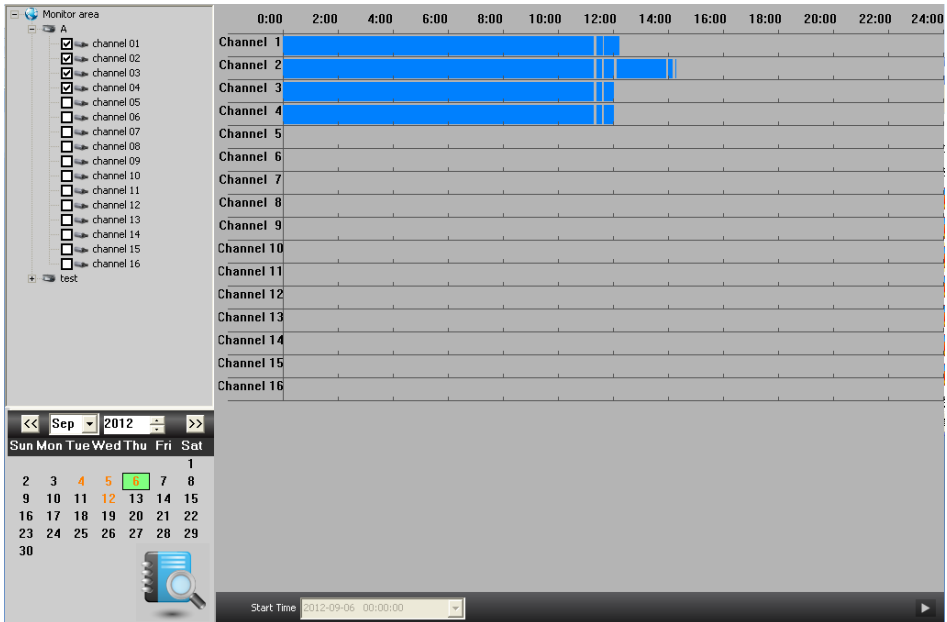 Monitor area
A
channel 01
channel 02
channel 03
channel 04
channel 05
channel 06
channel 07
channel 08
channel 09
channel 10
channel 11
channel 12
channel 13
channel 14
channel 15
channel 16
test
0:00 2:00 4:00 6:00 8:00 10:00 12:00 14:00 16:00 18:00 20:00 22:00 24:00
Channel 1
Channel 2
Channel 3
Channel 4
Channel 5
Channel 6
Channel 7
Channel 8
Channel 9
Channel 10
Channel 11
Channel 12
Channel 13
Channel 14
Channel 15
Channel 16
<< Sep 2012 >>
Sun Mon Tue Wed Thu Fri Sat
1
2 3 4 5 6 7 8
9 10 11 12 13 14 15
16 17 18 19 20 21 22
23 24 25 26 27 28 29
30
Start Time 2012-09-06 00:00:00